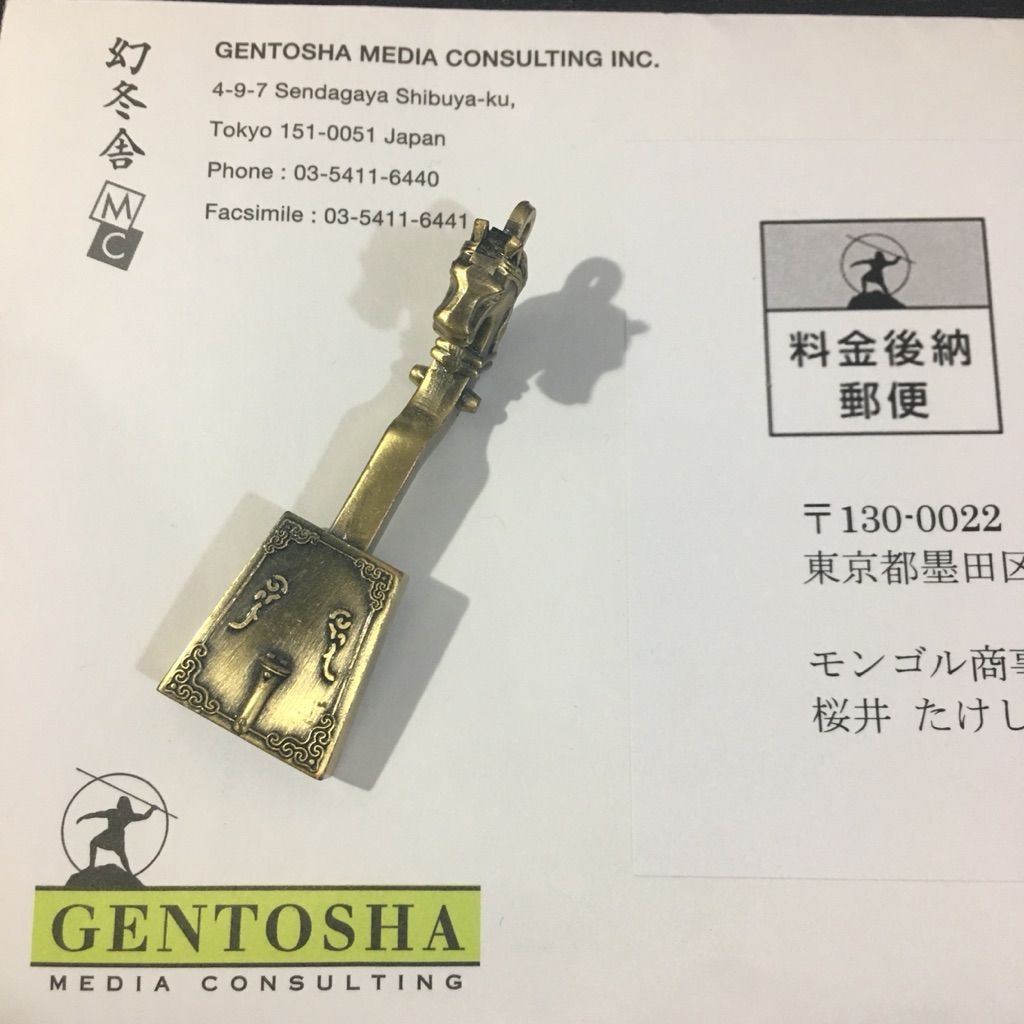 幻冬舎
MC
GENTOSHA MEDIA CONSULTING INC.
4-9-7 Sendagaya Shibuya-ku,
Tokyo 151-0051 Japan
Phone : 03-5411-6440
Facsimile : 03-5411-6441
料金後納
郵便
〒130-0022
東京都墨田区
モンゴル商事
桜井 たけし
GENTOSHA
MEDIA CONSULTING